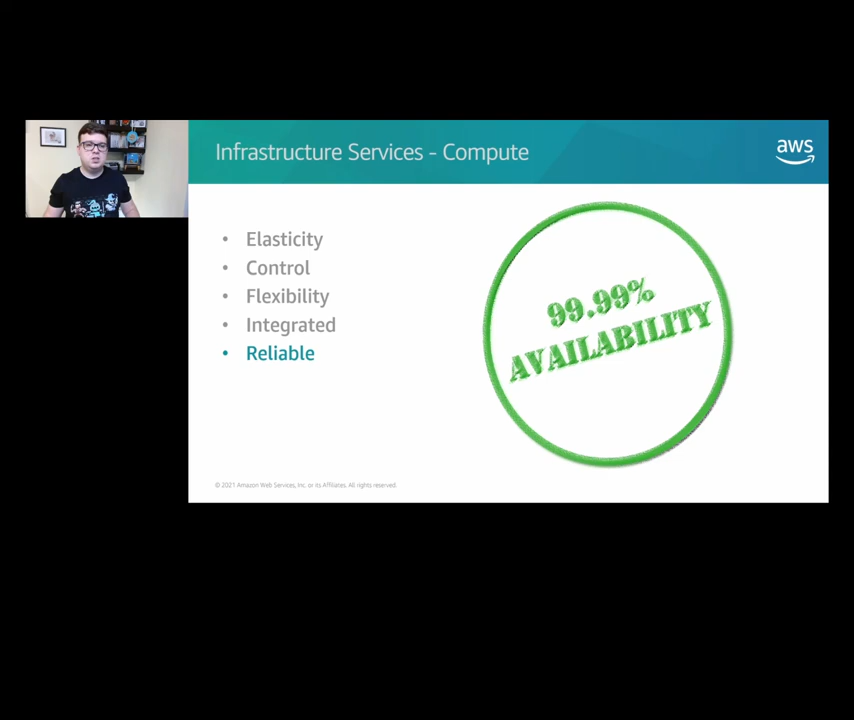 Infrastructure Services - Compute
aws
• Elasticity
• Control
• Flexibility
• Integrated
• Reliable
99.99%
AVAILABILITY
© 2021 Amazon Web Services, Inc. or its Affiliates. All rights reserved.